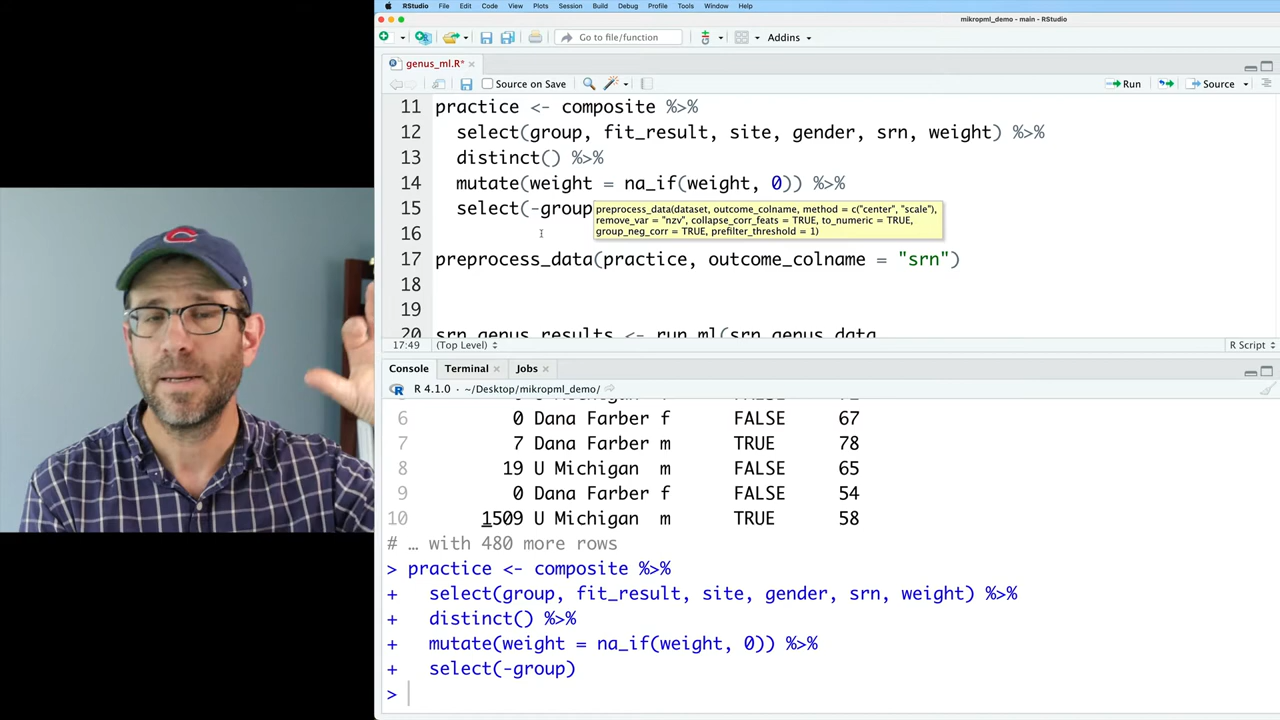 RStudio File Edit Code View Plots Session Build Debug Profile Tools Window Help
mikropml_demo - main - RStudio
Go to file/function Addins
genus_ml.R*
Source on Save Run Source
11 practice <- composite %>%
12 select(group, fit_result, site, gender, srn, weight) %>%
13 distinct() %>%
14 mutate(weight = na_if(weight, 0)) %>%
15 select(-group
preprocess_data(dataset, outcome_colname, method = c("center", "scale"),
remove_var = "nzv", collapse_corr_feats = TRUE, to_numeric = TRUE,
group_neg_corr = TRUE, prefilter_threshold = 1)
16
17 preprocess_data(practice, outcome_colname = "srn")
18
19
20 srn_genus_results <- run_ml(srn_genus_data
17:49 (Top Level) R Script
Console Terminal Jobs
R 4.1.0 · ~/Desktop/mikropml_demo/
6 0 Dana Farber f FALSE 67
7 7 Dana Farber m TRUE 78
8 19 U Michigan m FALSE 65
9 0 Dana Farber f FALSE 54
10 1509 U Michigan m TRUE 58
# … with 480 more rows
> practice <- composite %>%
+ select(group, fit_result, site, gender, srn, weight) %>%
+ distinct() %>%
+ mutate(weight = na_if(weight, 0)) %>%
+ select(-group)
>